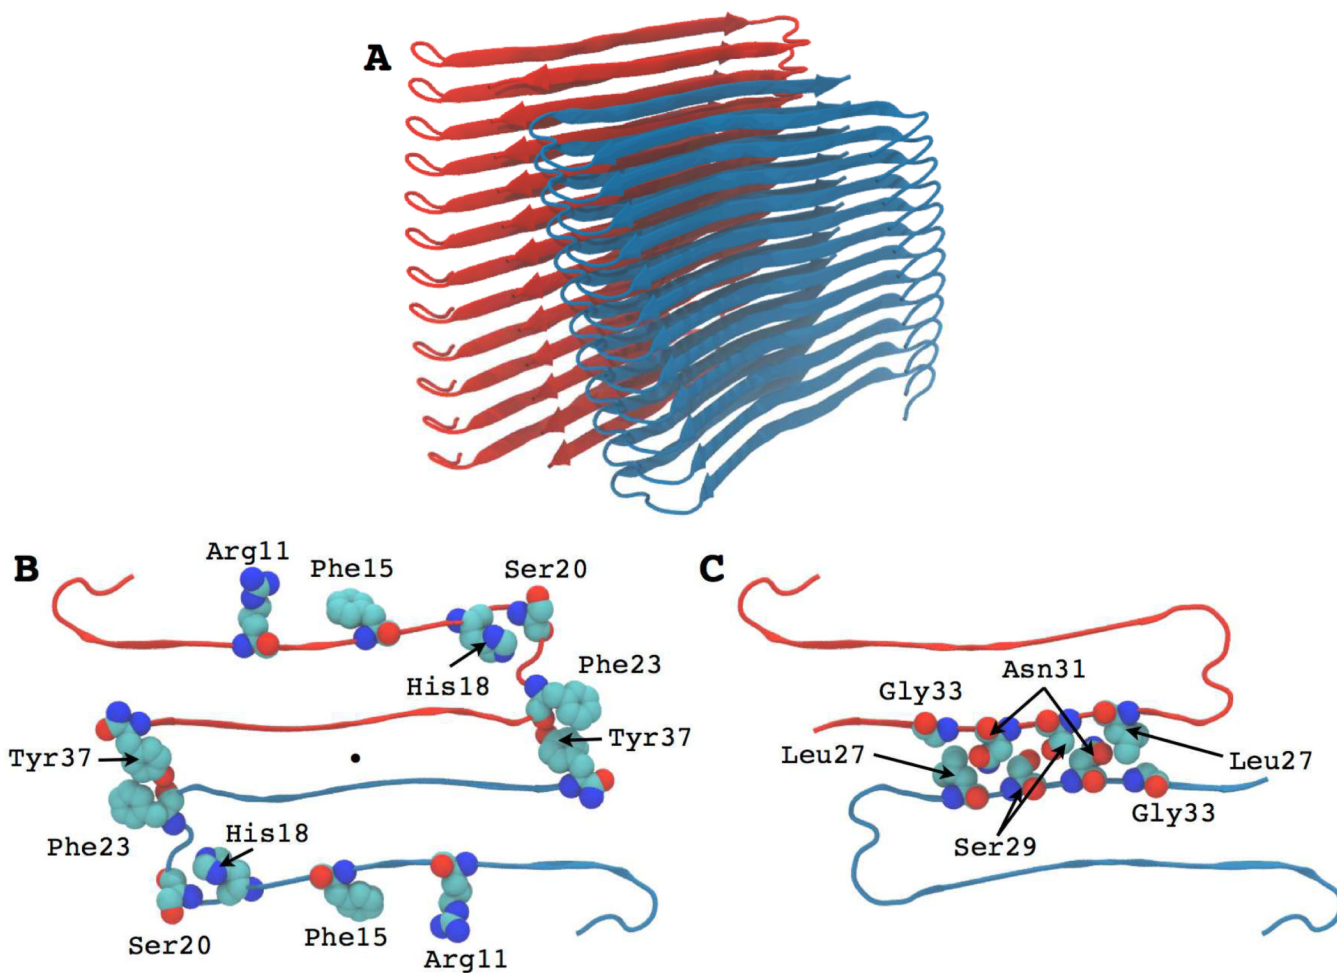 A
B
Arg11
Phe15
Ser20
His18
Phe23
Tyr37
Tyr37
Phe23
His18
Ser20
Phe15
Arg11
C
Asn31
Gly33
Leu27
Leu27
Gly33
Ser29